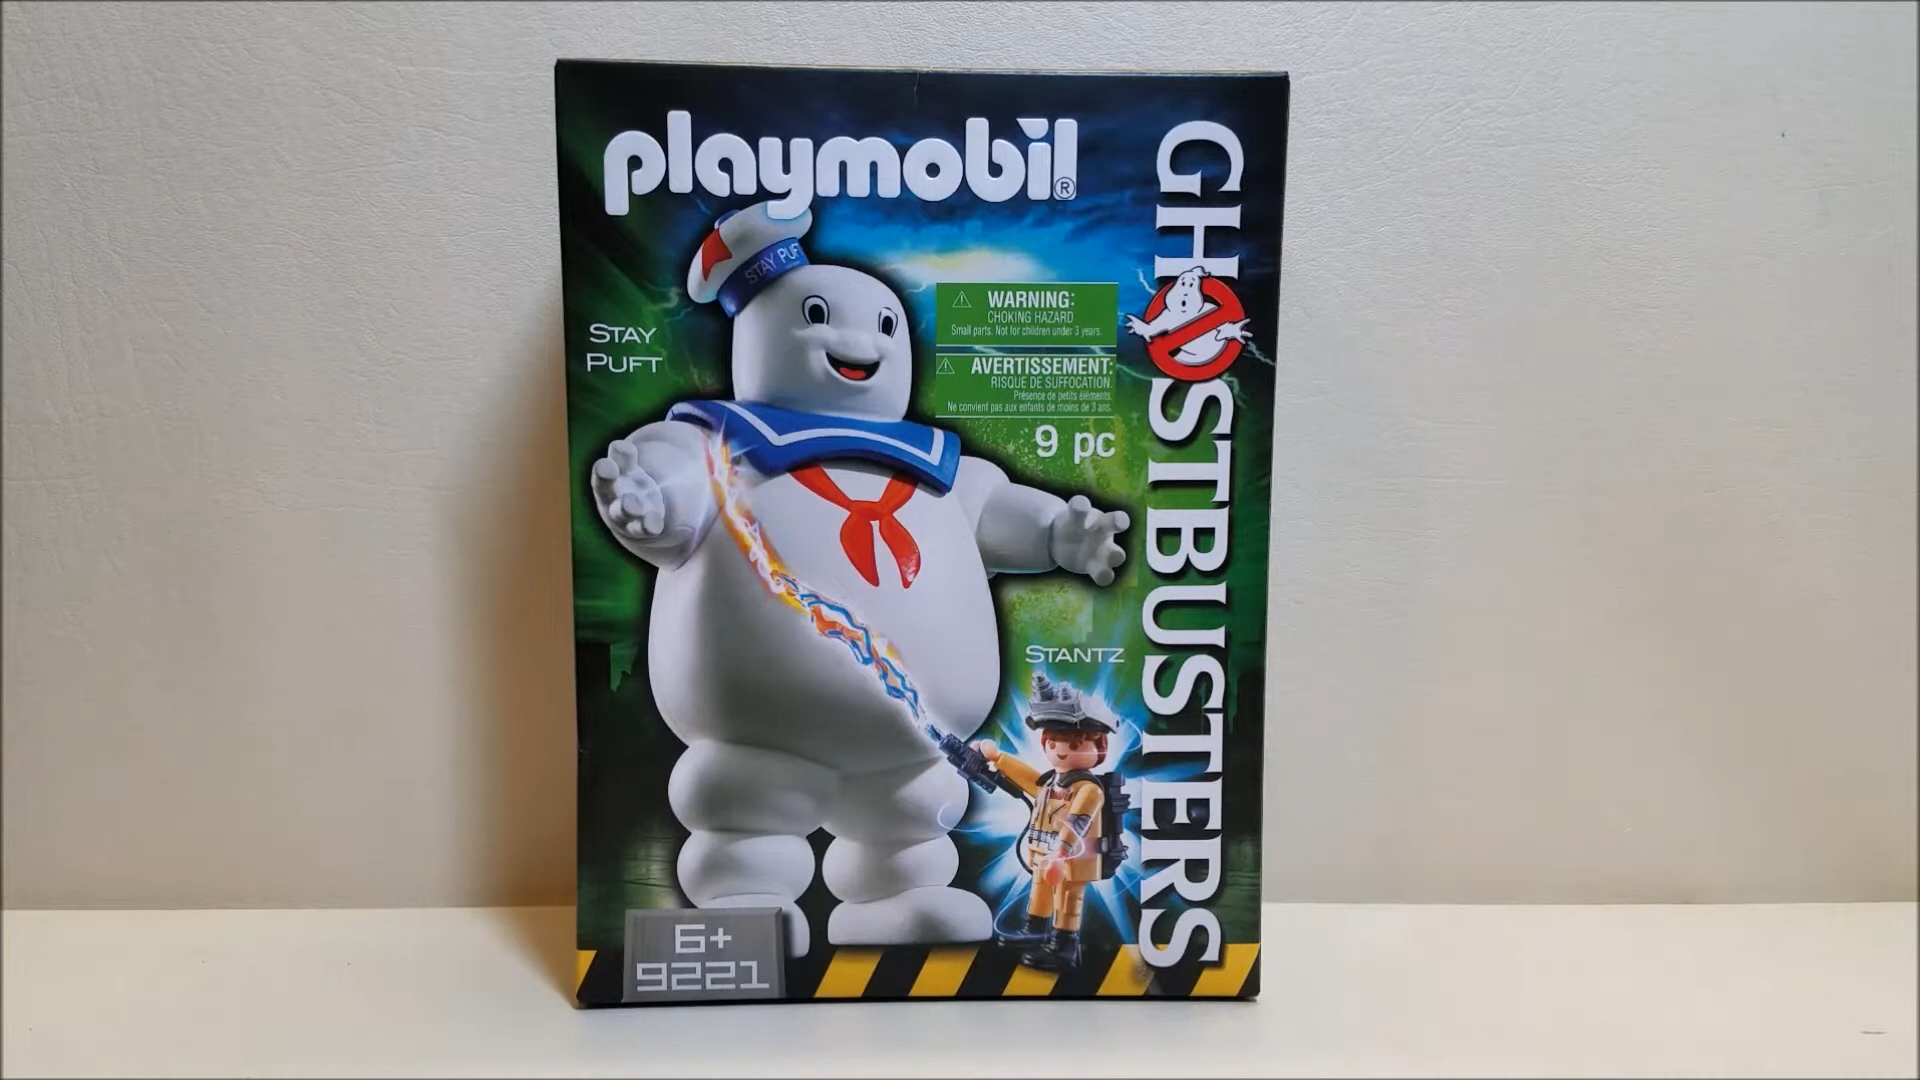 playmobil®
GHOSTBUSTERS
STAY PUFT
STAY
PUFT
WARNING:
CHOKING HAZARD
Small parts. Not for children under 3 years.
AVERTISSEMENT:
RISQUE DE SUFFOCATION.
Présence de petits éléments.
Ne convient pas aux enfants de moins de 3 ans.
9 pc
STANTZ
6+
9221